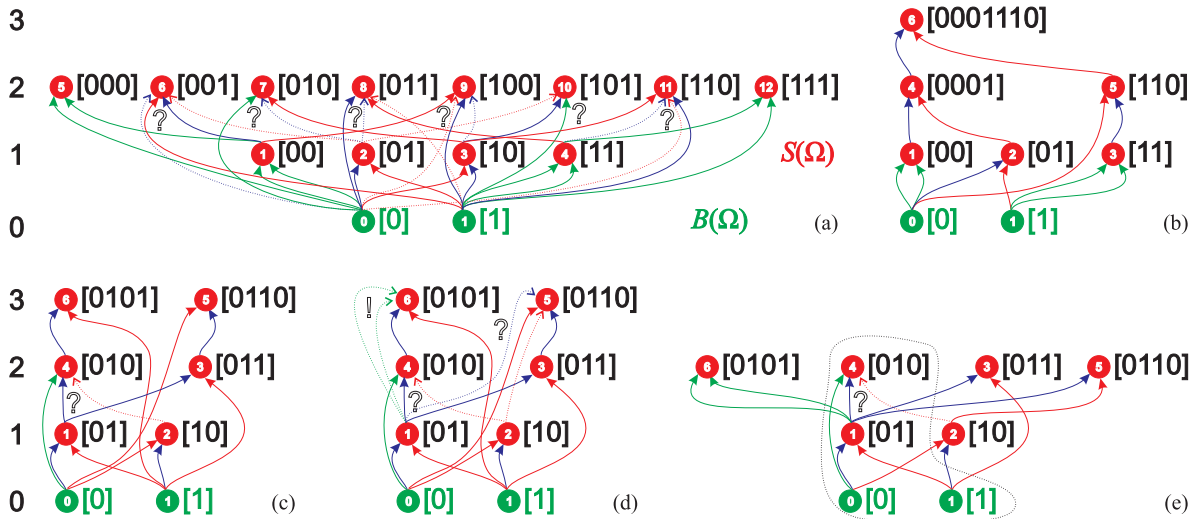 3 6 [0001110]
2 5 [000] 6 [001] 7 [010] 8 [011] 9 [100] 10 [101] 11 [110] 12 [111] 4 [0001] 5 [110]
? ? ? ? ? ?
1 1 [00] 2 [01] 3 [10] 4 [11] S(Ω) 1 [00] 2 [01] 3 [11]
0 0 [0] 1 [1] B(Ω) (a) 0 [0] 1 [1] (b)
3 6 [0101] 5 [0110] 6 [0101] 5 [0110]
! ?
2 4 [010] 3 [011] 4 [010] 3 [011] 6 [0101] 4 [010] 3 [011] 5 [0110]
? ? ?
1 1 [01] 2 [10] 1 [01] 2 [10] 1 [01] 2 [10]
0 0 [0] 1 [1] (c) 0 [0] 1 [1] (d) 0 [0] 1 [1] (e)